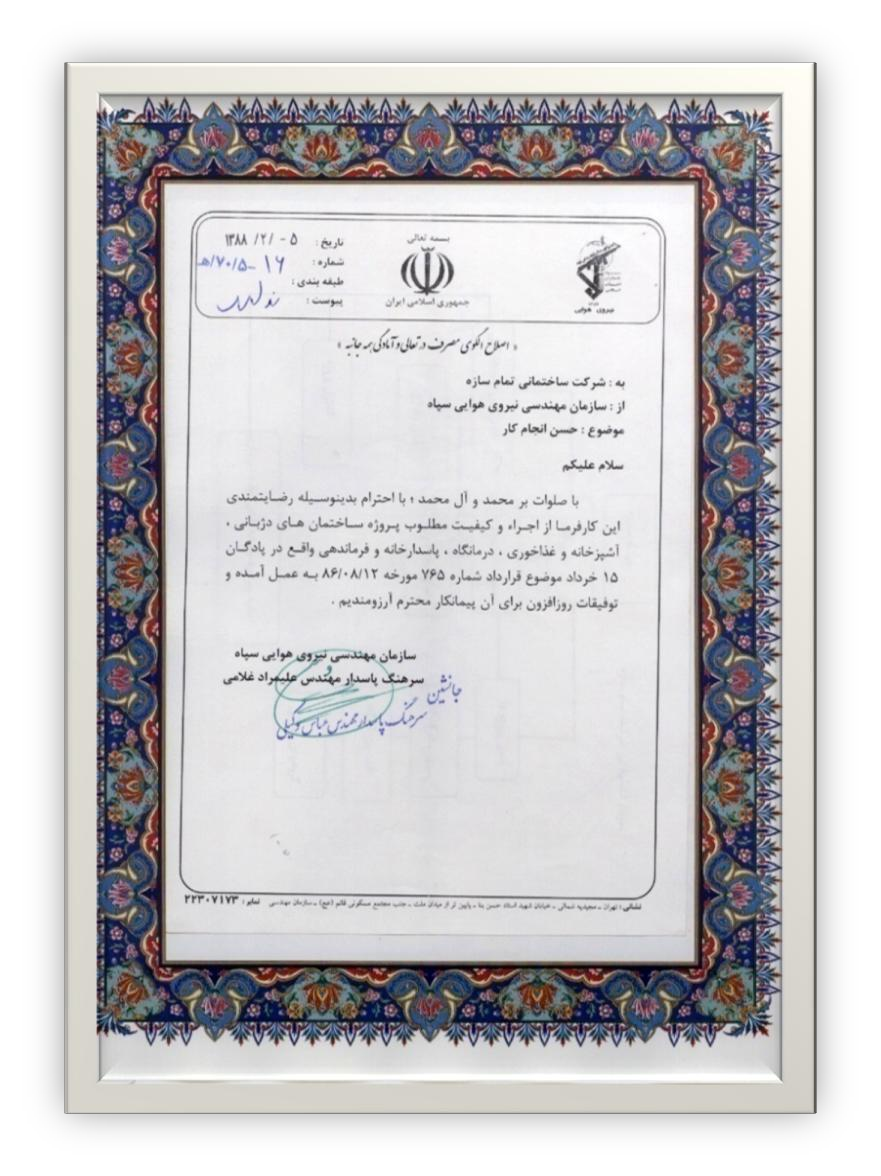 بسمه تعالی
جمهوری اسلامی ایران
نیروی هوایی
تاریخ : ۵ - /۲/ ۱۳۸۸
شماره : ۱۶ -۷۰/۵/ه
طبقه بندی :
پیوست : ندارد
« اصلاح الگوی مصرف در تعالی و آمادگی همه جانبه »
به : شرکت ساختمانی تمام سازه
از : سازمان مهندسی نیروی هوایی سپاه
موضوع : حسن انجام کار
سلام علیکم
با صلوات بر محمد و آل محمد ؛ با احترام بدینوسیله رضایتمندی
این کارفرما از اجراء و کیفیت مطلوب پروژه ساختمان های دژبانی ،
آشپزخانه و غذاخوری ، درمانگاه ، پاسدارخانه و فرماندهی واقع در پادگان
۱۵ خرداد موضوع قرارداد شماره ۷۶۵ مورخه ۸۶/۰۸/۱۲ به عمل آمده و
توفیقات روزافزون برای آن پیمانکار محترم آرزومندیم .
سازمان مهندسی نیروی هوایی سپاه
سرهنگ پاسدار مهندس علیمراد غلامی
جانشین
سرهنگ پاسدار مهندس عباس وکیلی
نشانی : تهران ـ مجیدیه شمالی ـ خیابان شهید استاد حسن بنا ـ پایین تر از میدان ملت ـ جنب مجتمع مسکونی قائم (عج) ـ سازمان مهندسی نمابر : ۲۲۳۰۷۱۷۳